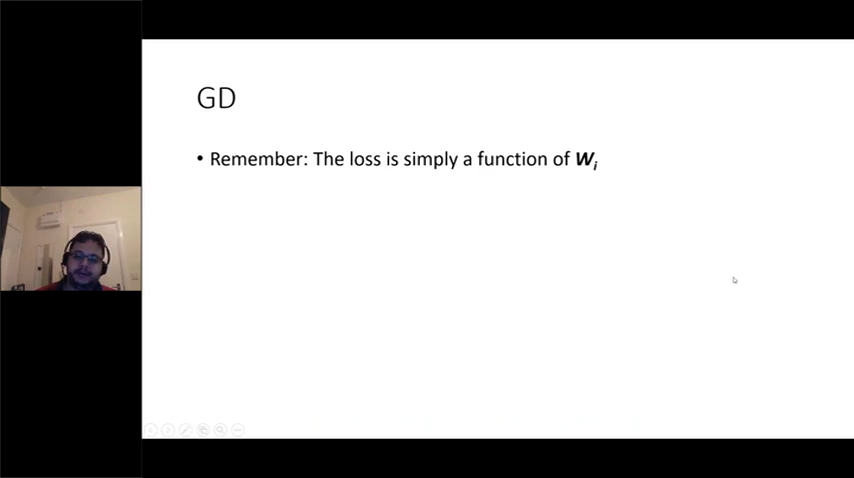 GD
• Remember: The loss is simply a function of Wi